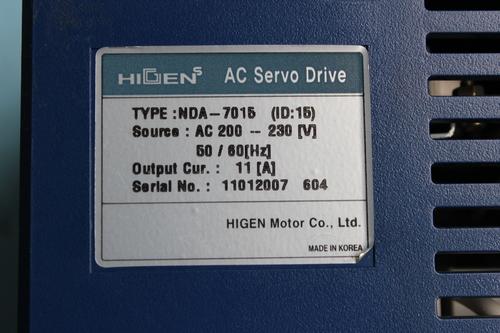 HIGEN5 AC Servo Drive
TYPE :NDA-7015 (ID:15)
Source : AC 200 -- 230 [V]
50 / 60[Hz]
Output Cur. : 11 [A]
Serial No. : 11012007 604
HIGEN Motor Co., Ltd.
MADE IN KOREA